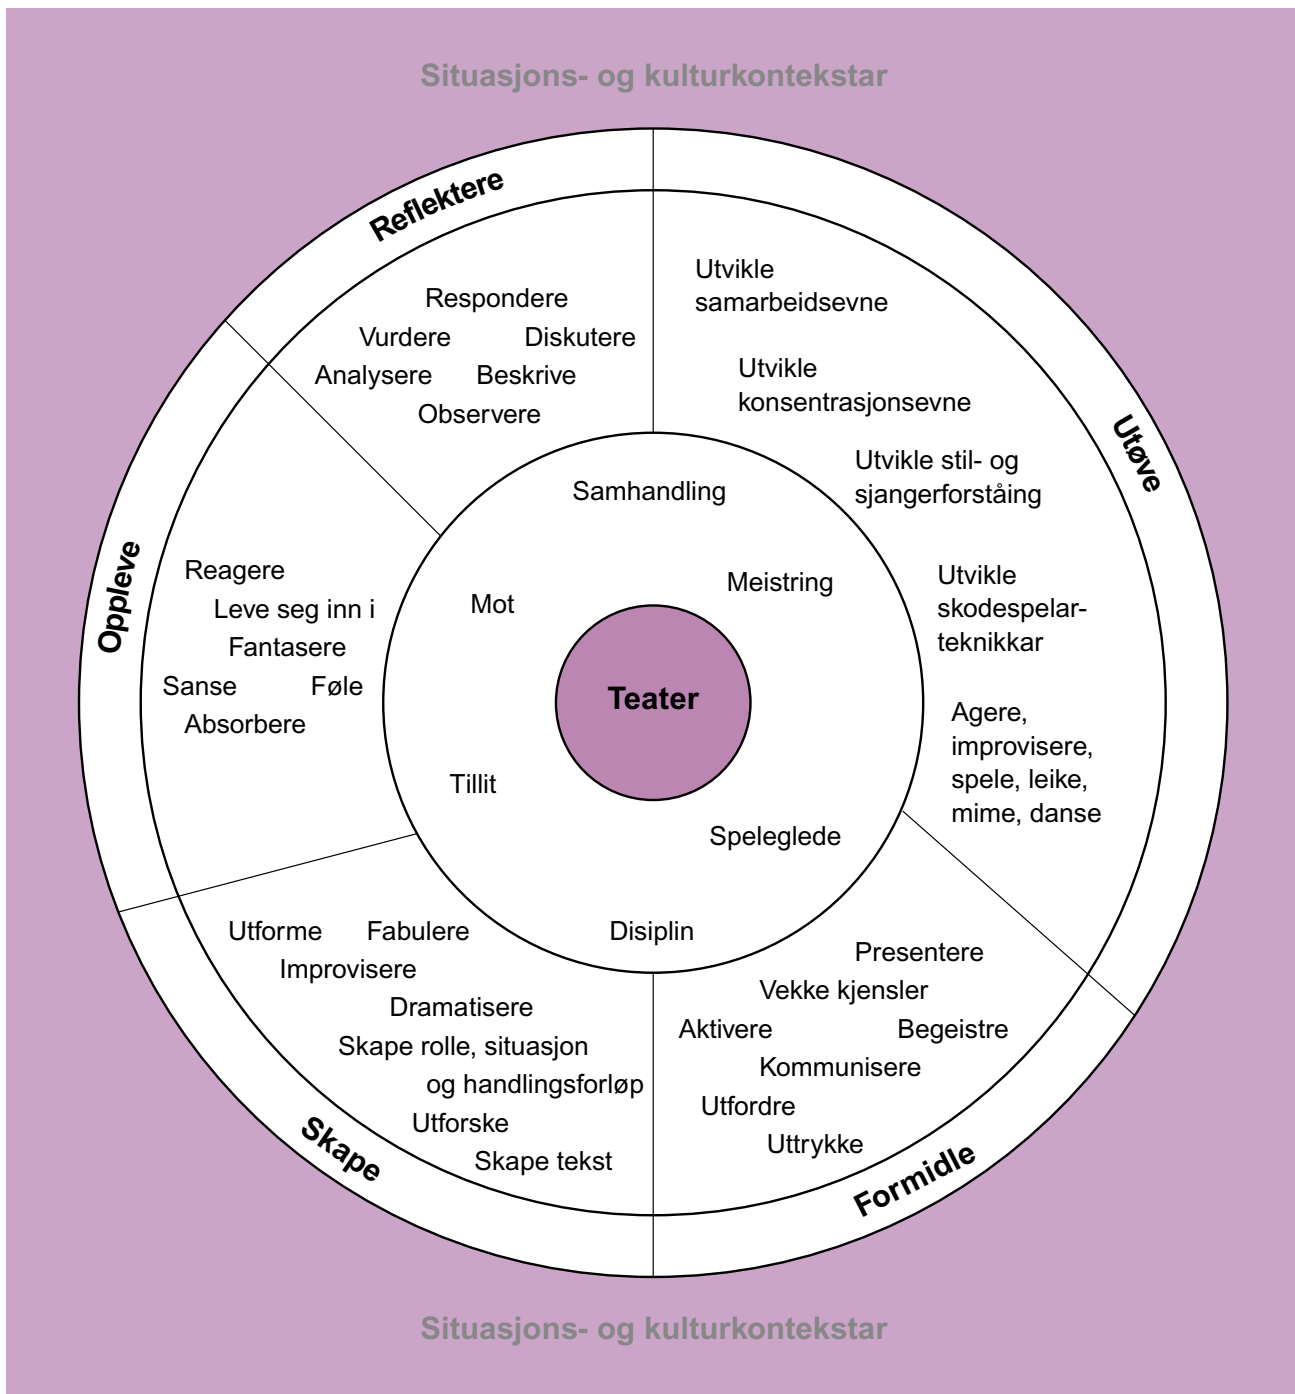 Situasjons- og kulturkontekstar
Reflektere
Respondere
Vurdere Diskutere
Analysere Beskrive
Observere
Utøve
Utvikle
samarbeidsevne
Utvikle
konsentrasjonsevne
Utvikle stil- og
sjangerforståing
Utvikle
skodespelar-
teknikkar
Agere,
improvisere,
spele, leike,
mime, danse
Oppleve
Reagere
Leve seg inn i
Fantasere
Sanse Føle
Absorbere
Samhandling
Meistring
Mot
Teater
Tillit
Speleglede
Disiplin
Skape
Utforme Fabulere
Improvisere
Dramatisere
Skape rolle, situasjon
og handlingsforløp
Utforske
Skape tekst
Formidle
Presentere
Vekke kjensler
Aktivere Begeistre
Kommunisere
Utfordre
Uttrykke
Situasjons- og kulturkontekstar